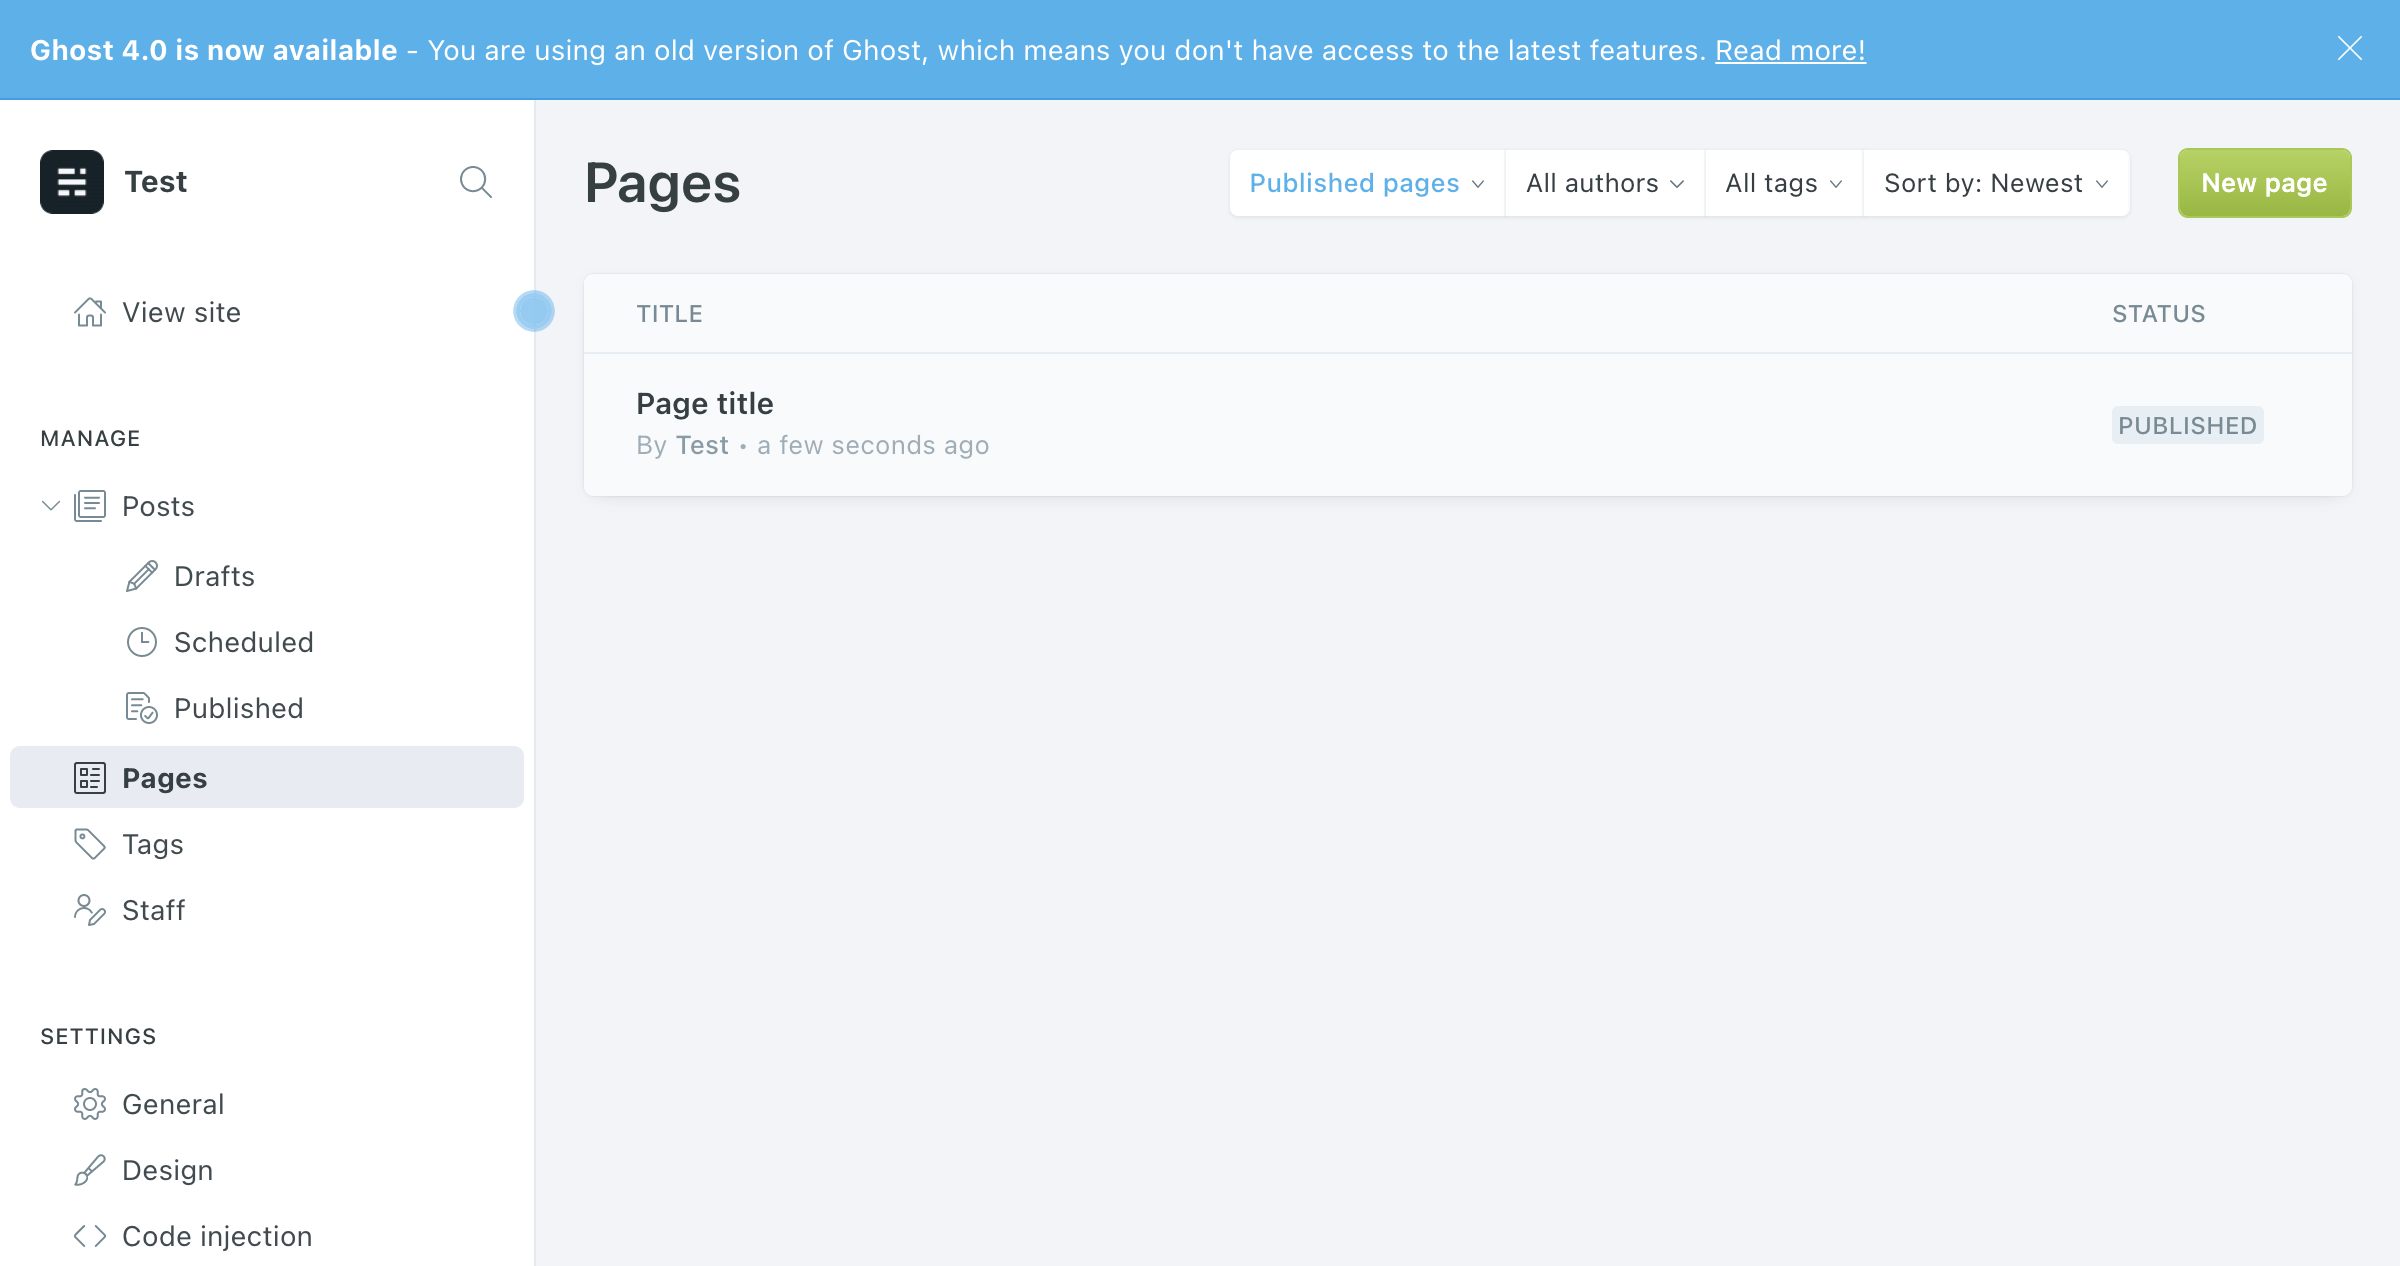 Ghost 4.0 is now available - You are using an old version of Ghost, which means you don't have access to the latest features. Read more!
Test
View site
MANAGE
Posts
Drafts
Scheduled
Published
Pages
Tags
Staff
SETTINGS
General
Design
Code injection
Pages
Published pages
All authors
All tags
Sort by: Newest
New page
TITLE
STATUS
Page title
By Test • a few seconds ago
PUBLISHED